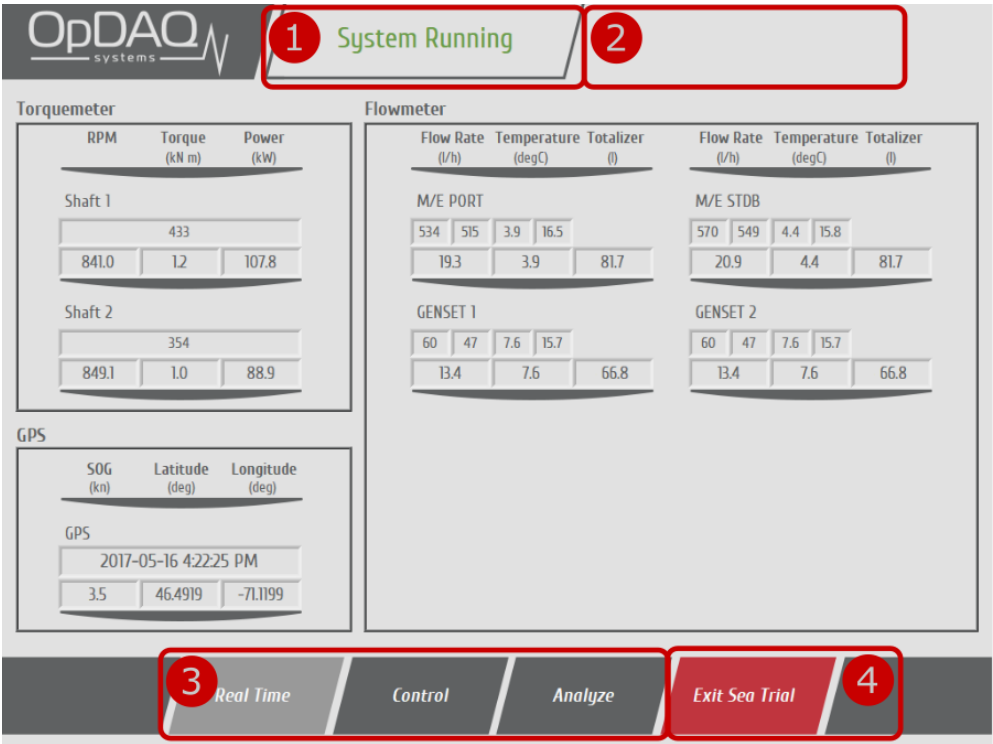 OpDAQ
systems
1
System Running
2
Torquemeter
RPM Torque Power
(kN m) (kW)
Shaft 1
433
841.0 1.2 107.8
Shaft 2
354
849.1 1.0 88.9
GPS
SOG Latitude Longitude
(kn) (deg) (deg)
GPS
2017-05-16 4:22:25 PM
3.5 46.4919 -71.1199
Flowmeter
Flow Rate Temperature Totalizer Flow Rate Temperature Totalizer
(l/h) (degC) (l) (l/h) (degC) (l)
M/E PORT M/E STDB
534 515 3.9 16.5 570 549 4.4 15.8
19.3 3.9 81.7 20.9 4.4 81.7
GENSET 1 GENSET 2
60 47 7.6 15.7 60 47 7.6 15.7
13.4 7.6 66.8 13.4 7.6 66.8
3 Real Time Control Analyze Exit Sea Trial 4